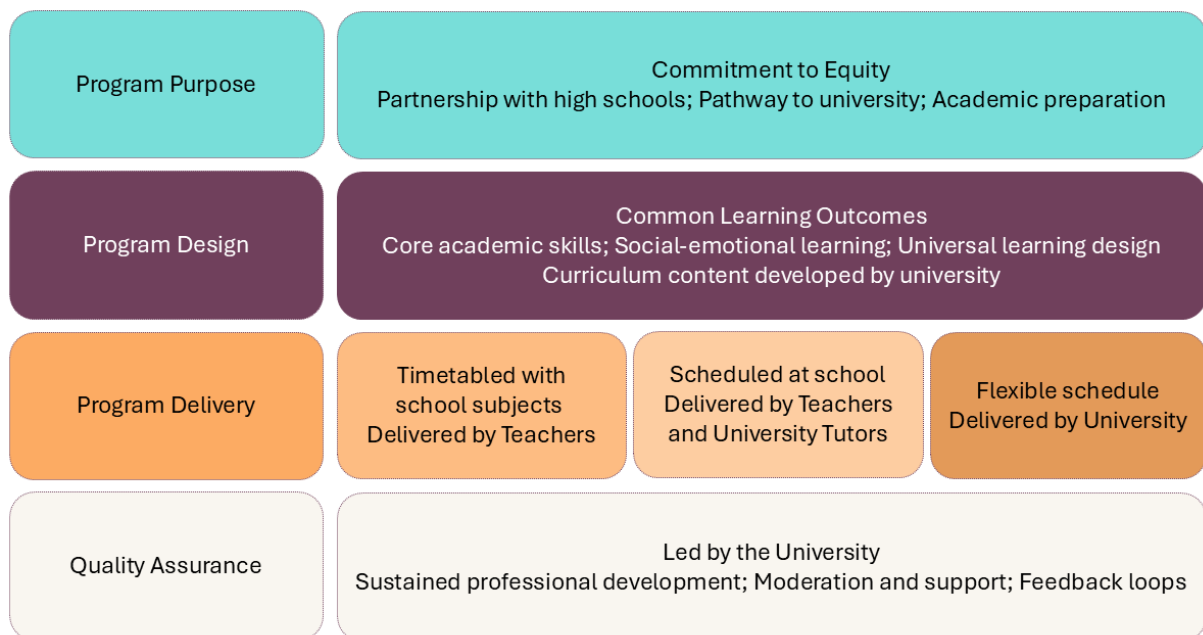 Program Purpose
Commitment to Equity
Partnership with high schools; Pathway to university; Academic preparation
Program Design
Common Learning Outcomes
Core academic skills; Social-emotional learning; Universal learning design
Curriculum content developed by university
Program Delivery
Timetabled with
school subjects
Delivered by Teachers
Scheduled at school
Delivered by Teachers
and University Tutors
Flexible schedule
Delivered by University
Quality Assurance
Led by the University
Sustained professional development; Moderation and support; Feedback loops